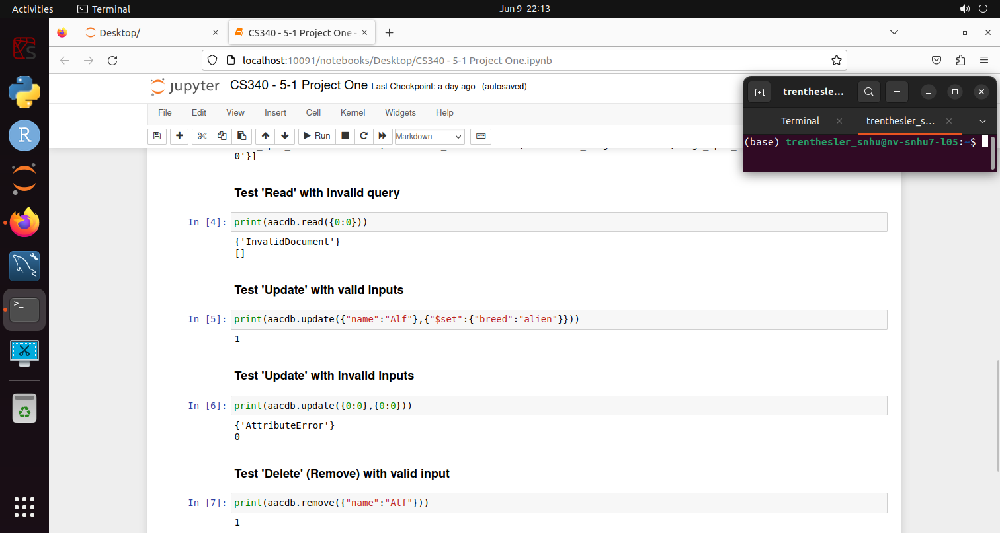 Activities
Terminal
Jun 9 22:13
Desktop/
CS340 - 5-1 Project One -
localhost:10091/notebooks/Desktop/CS340 - 5-1 Project One.ipynb
jupyter CS340 - 5-1 Project One Last Checkpoint: a day ago (autosaved)
File Edit View Insert Cell Kernel Widgets Help
Run
Markdown
trenthesler...
Terminal
trenthesler_s...
(base) trenthesler_snhu@nv-snhu7-l05:~$
0'}]
Test 'Read' with invalid query
In [4]: print(aacdb.read({0:0}))
{'InvalidDocument'}
[]
Test 'Update' with valid inputs
In [5]: print(aacdb.update({"name":"Alf"},{"$set":{"breed":"alien"}}))
1
Test 'Update' with invalid inputs
In [6]: print(aacdb.update({0:0},{0:0}))
{'AttributeError'}
0
Test 'Delete' (Remove) with valid input
In [7]: print(aacdb.remove({"name":"Alf"}))
1